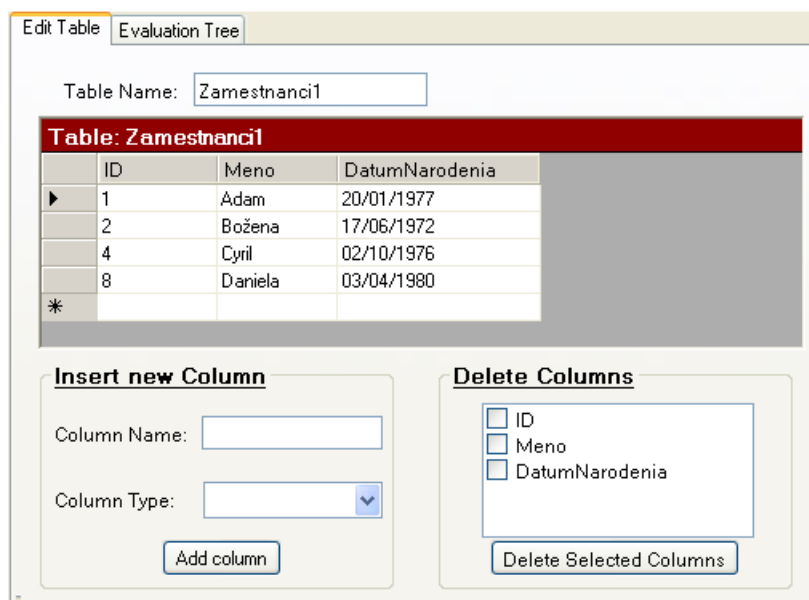 Edit Table Evaluation Tree
Table Name: Zamestnanci1
Table: Zamestnanci1
ID Meno DatumNarodenia
1 Adam 20/01/1977
2 Božena 17/06/1972
4 Cyril 02/10/1976
8 Daniela 03/04/1980
Insert new Column
Column Name:
Column Type:
Add column
Delete Columns
ID
Meno
DatumNarodenia
Delete Selected Columns